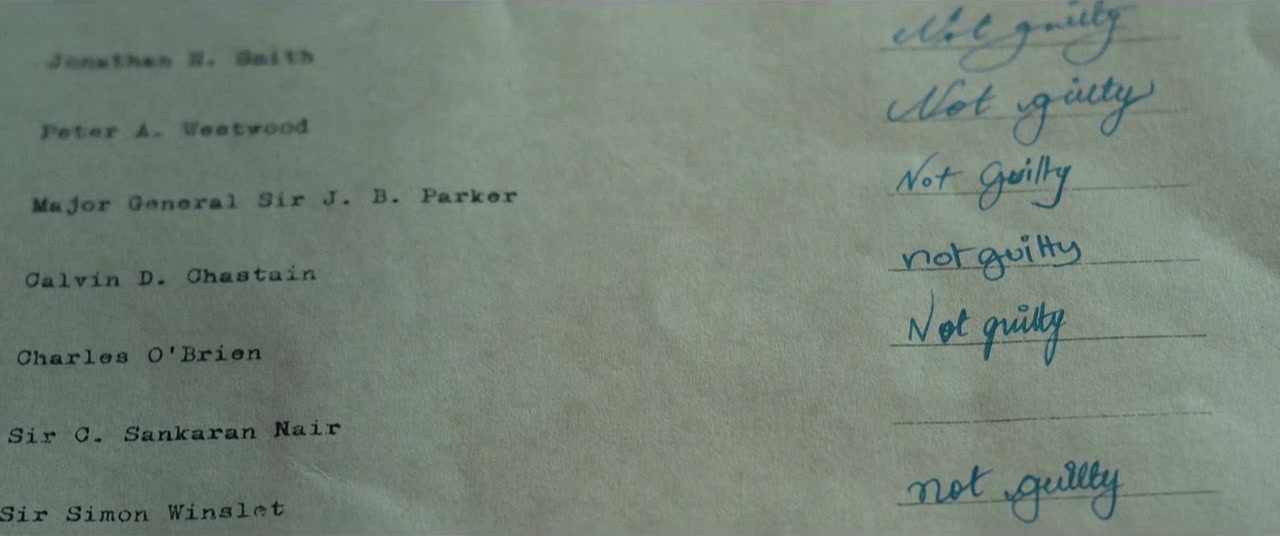 Jonathan E. Smith Not guilty
Peter A. Westwood Not guilty
Major General Sir J. B. Parker Not Guilty
Calvin D. Chastain not guilty
Charles O'Brien Not guilty
Sir C. Sankaran Nair
Sir Simon Winslet not guilty